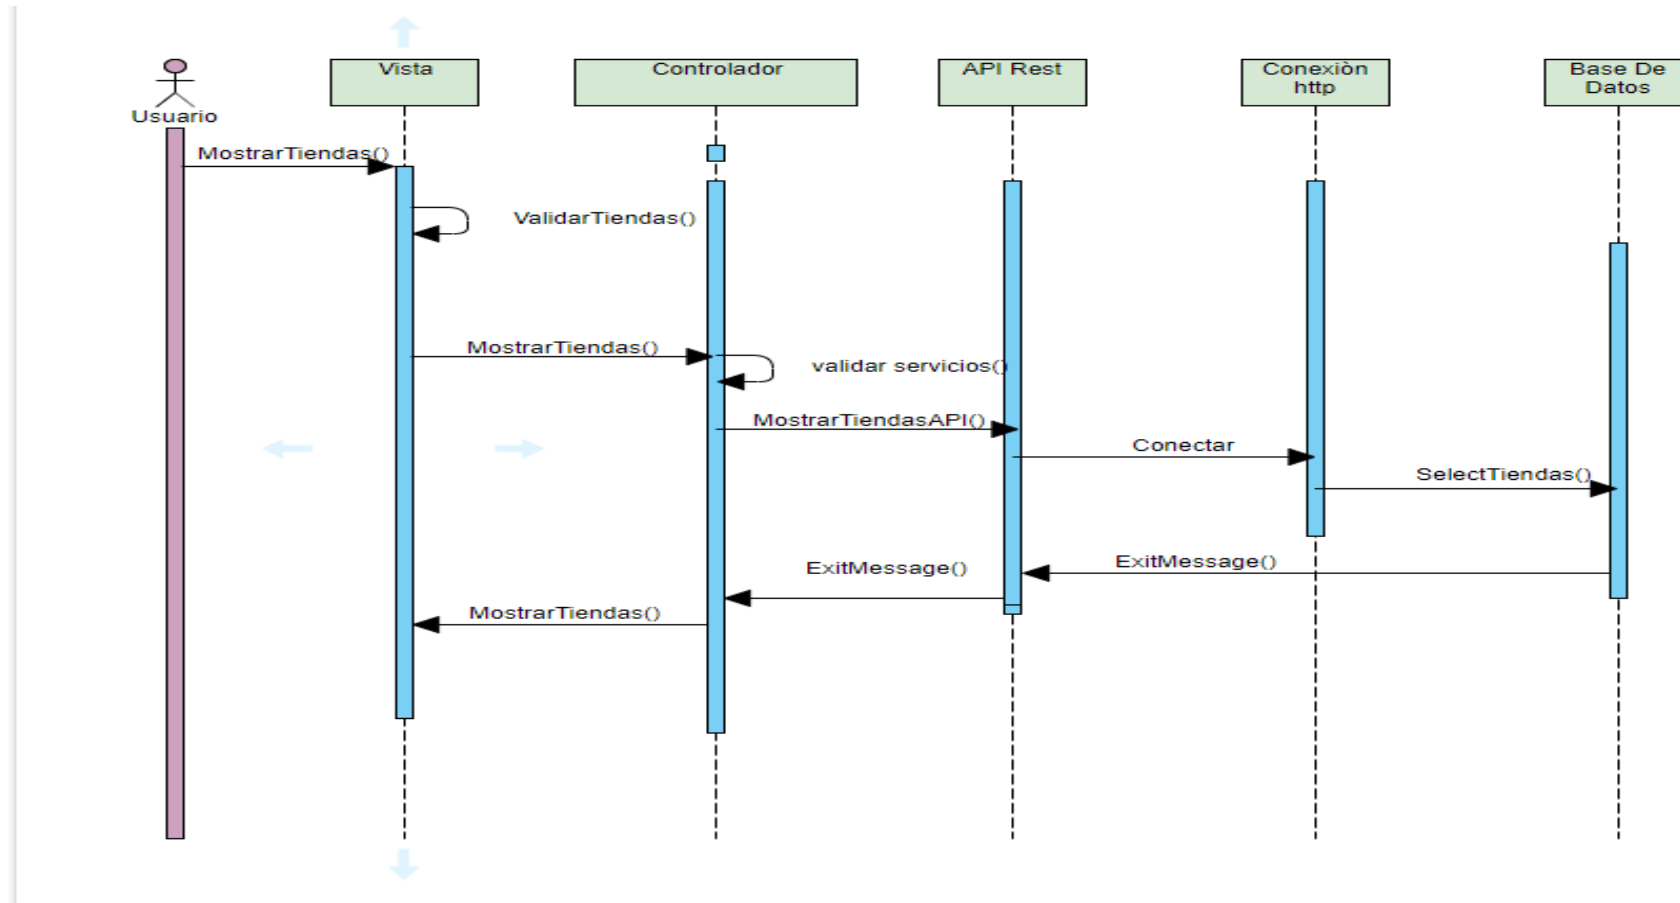 Usuario
Vista
Controlador
API Rest
Conexiòn
http
Base De
Datos
MostrarTiendas()
ValidarTiendas()
MostrarTiendas()
validar servicios()
MostrarTiendasAPI()
Conectar
SelectTiendas()
ExitMessage()
ExitMessage()
MostrarTiendas()